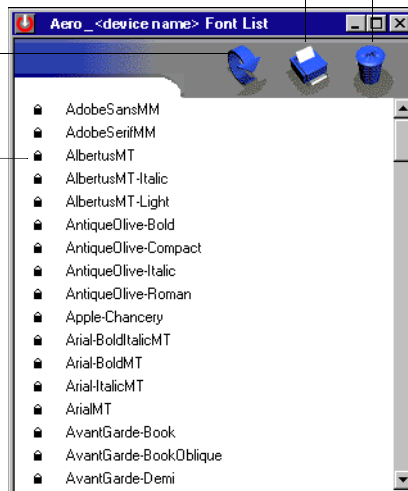 Aero_<device name> Font List
AdobeSansMM
AdobeSerifMM
AlbertusMT
AlbertusMT-Italic
AlbertusMT-Light
AntiqueOlive-Bold
AntiqueOlive-Compact
AntiqueOlive-Italic
AntiqueOlive-Roman
Apple-Chancery
Arial-BoldItalicMT
Arial-BoldMT
Arial-ItalicMT
ArialMT
AvantGarde-Book
AvantGarde-BookOblique
AvantGarde-Demi